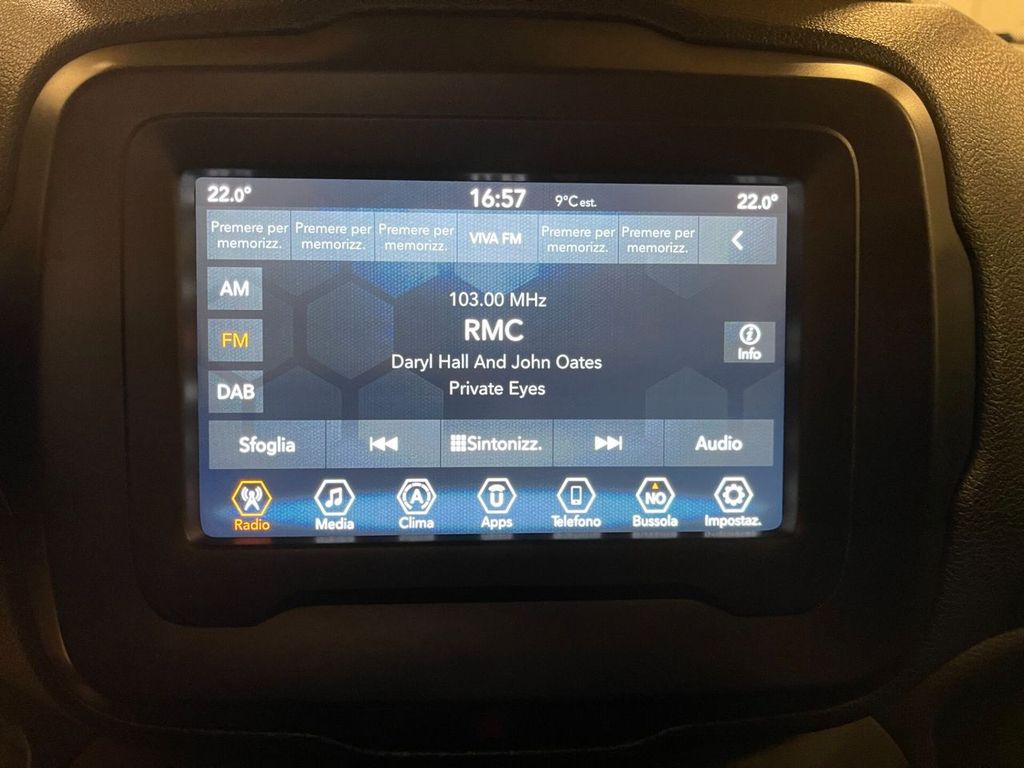 22.0° 16:57 9°C est. 22.0°
Premere per memorizz.
Premere per memorizz.
Premere per memorizz.
VIVA FM
Premere per memorizz.
Premere per memorizz.
AM
FM
DAB
103.00 MHz
RMC
Daryl Hall And John Oates
Private Eyes
Info
Sfoglia Sintonizz. Audio
A U NO
Radio Media Clima Apps Telefono Bussola Impostaz.